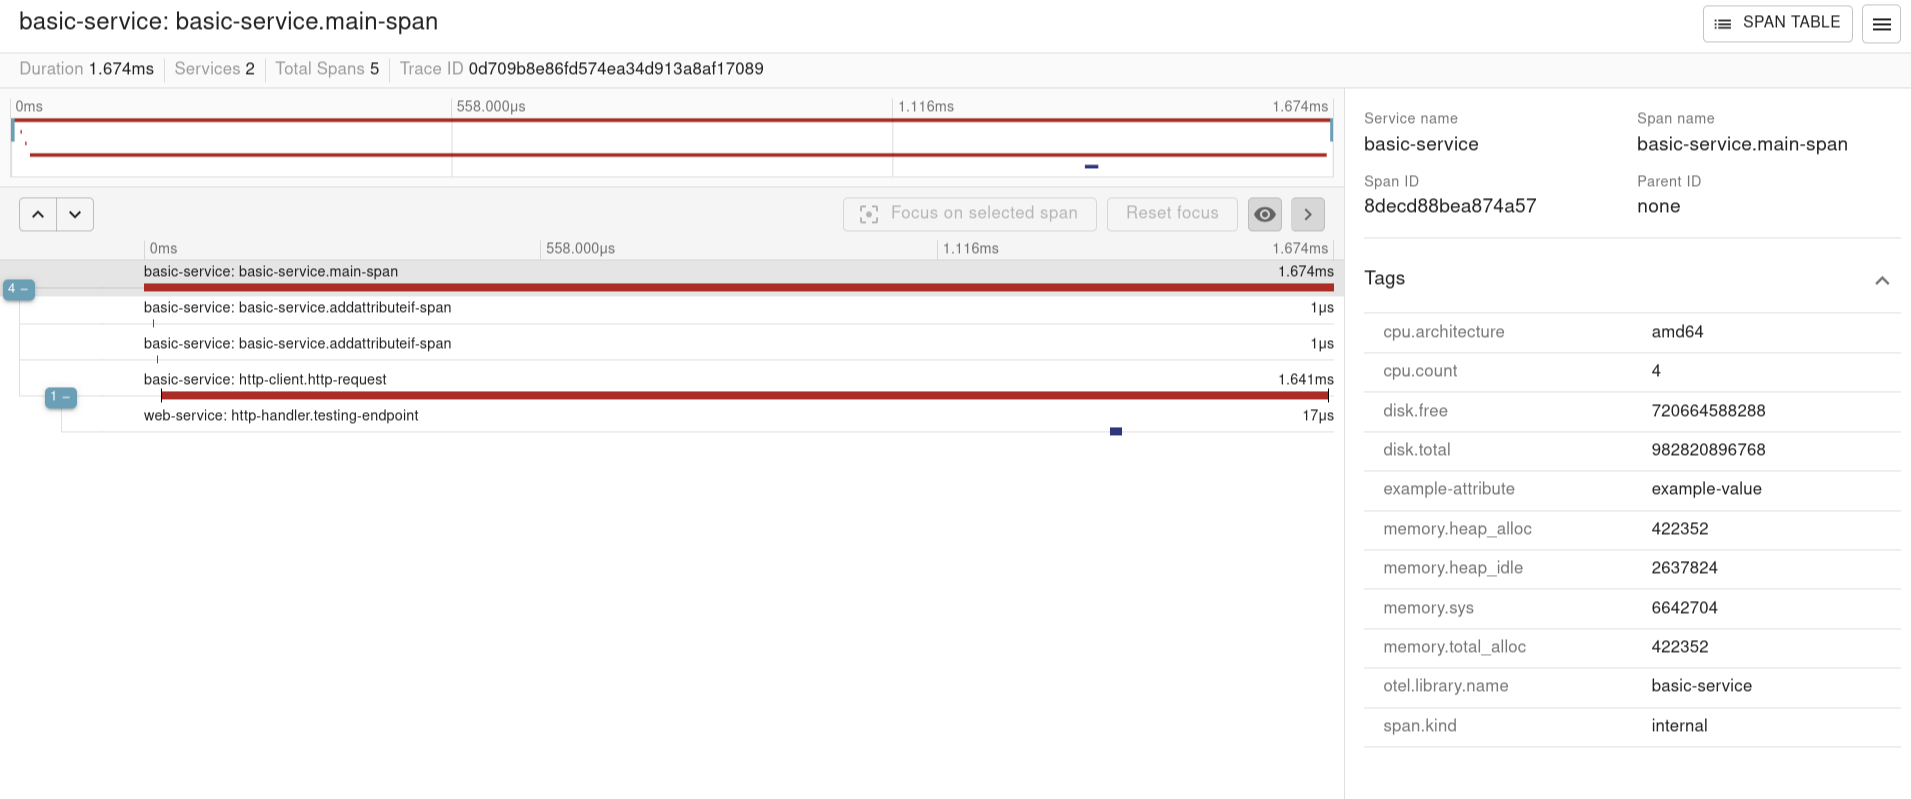 basic-service: basic-service.main-span
SPAN TABLE
Duration 1.674ms Services 2 Total Spans 5 Trace ID 0d709b8e86fd574ea34d913a8af17089
0ms 558.000μs 1.116ms 1.674ms
Focus on selected span Reset focus
0ms 558.000μs 1.116ms 1.674ms
basic-service: basic-service.main-span 1.674ms
4 −
basic-service: basic-service.addattributeif-span 1μs
basic-service: basic-service.addattributeif-span 1μs
basic-service: http-client.http-request 1.641ms
1 −
web-service: http-handler.testing-endpoint 17μs
Service name Span name
basic-service basic-service.main-span
Span ID Parent ID
8decd88bea874a57 none
Tags
cpu.architecture amd64
cpu.count 4
disk.free 720664588288
disk.total 982820896768
example-attribute example-value
memory.heap_alloc 422352
memory.heap_idle 2637824
memory.sys 6642704
memory.total_alloc 422352
otel.library.name basic-service
span.kind internal